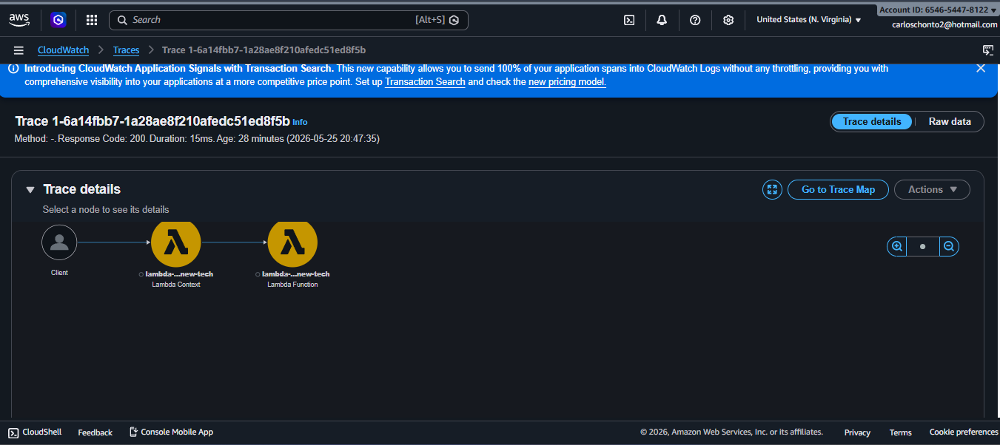 aws
Search [Alt+S]
United States (N. Virginia)
Account ID: 6546-5447-8122
carloschonto2@hotmail.com
CloudWatch
Traces
Trace 1-6a14fbb7-1a28ae8f210afedc51ed8f5b
Introducing CloudWatch Application Signals with Transaction Search. This new capability allows you to send 100% of your application spans into CloudWatch Logs without any throttling, providing you with
comprehensive visibility into your applications at a more competitive price point. Set up Transaction Search and check the new pricing model.
Trace 1-6a14fbb7-1a28ae8f210afedc51ed8f5b Info
Trace details
Raw data
Method: -. Response Code: 200. Duration: 15ms. Age: 28 minutes (2026-05-25 20:47:35)
Trace details
Go to Trace Map
Actions
Select a node to see its details
Client
lambda-...new-tech
Lambda Context
lambda-...new-tech
Lambda Function
CloudShell
Feedback
Console Mobile App
© 2026, Amazon Web Services, Inc. or its affiliates.
Privacy
Terms
Cookie preferences